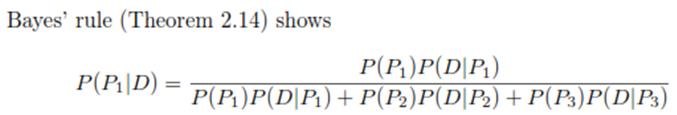 Bayes' rule (Theorem 2.14) shows
P(P₁|D) = P(P₁)P(D|P₁) / P(P₁)P(D|P₁) + P(P₂)P(D|P₂) + P(P₃)P(D|P₃)